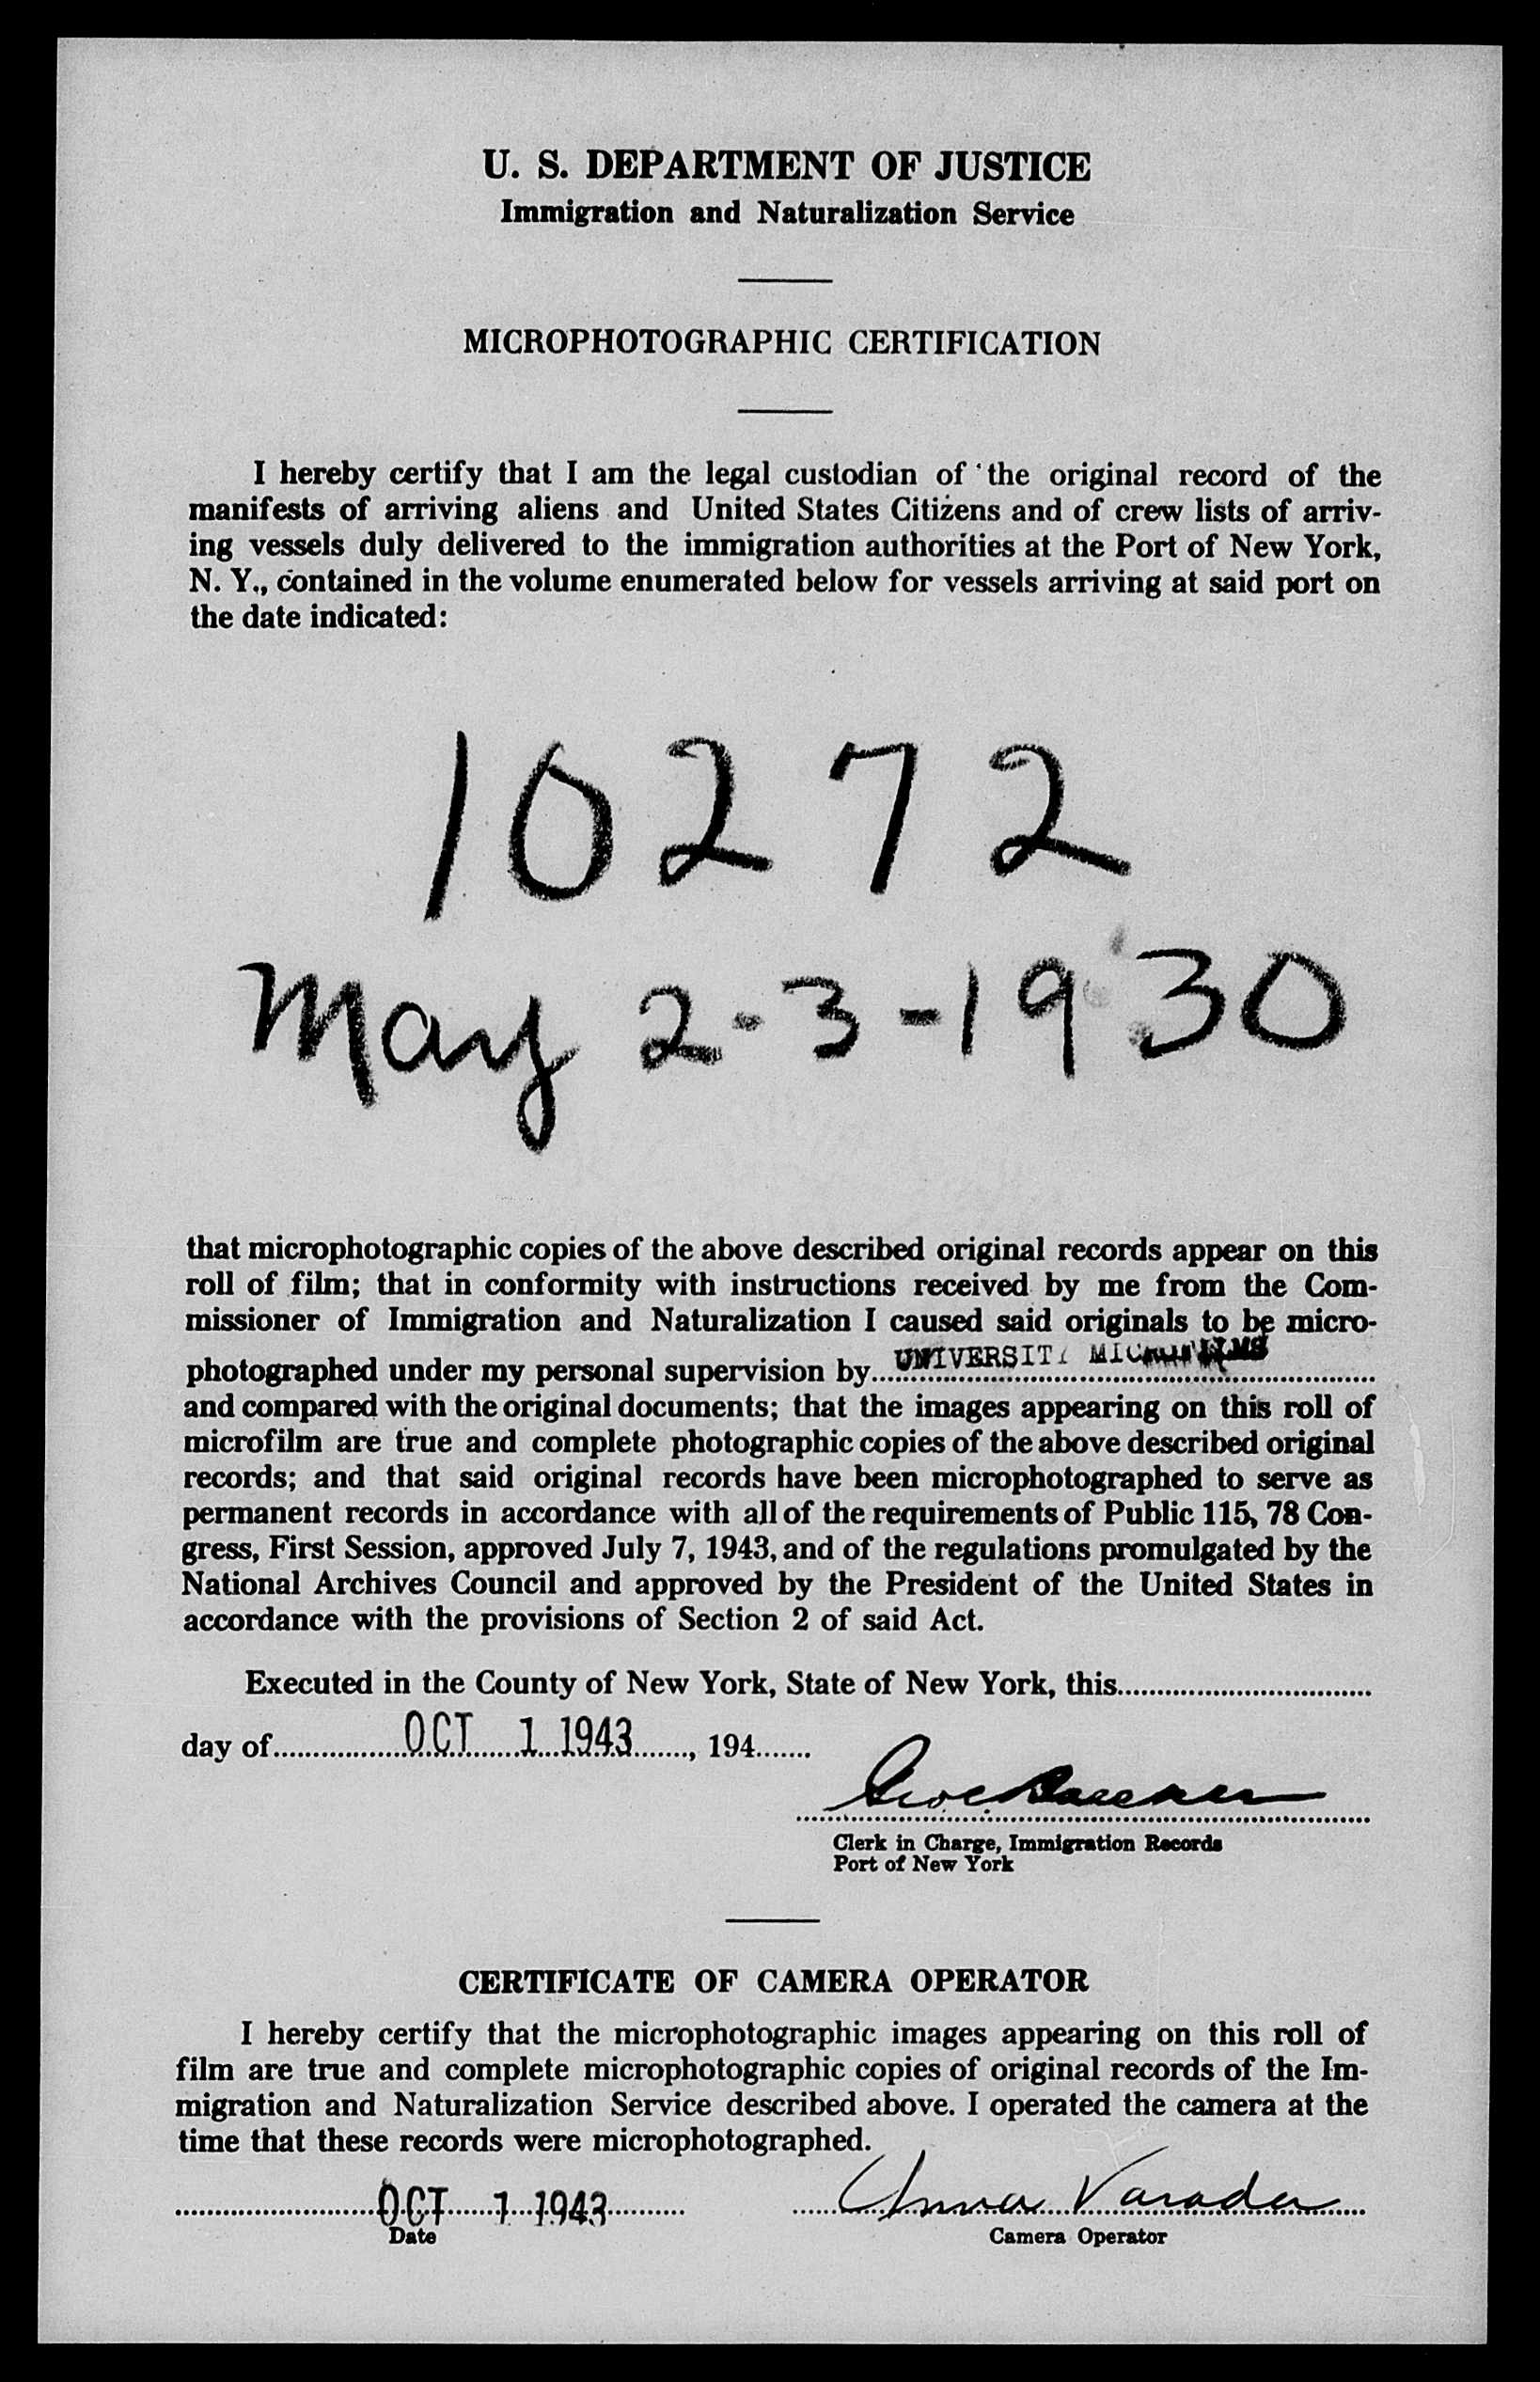 U. S. DEPARTMENT OF JUSTICE
Immigration and Naturalization Service
MICROPHOTOGRAPHIC CERTIFICATION
I hereby certify that I am the legal custodian of the original record of the
manifests of arriving aliens and United States Citizens and of crew lists of arriv-
ing vessels duly delivered to the immigration authorities at the Port of New York,
N. Y., contained in the volume enumerated below for vessels arriving at said port on
the date indicated:
10272
May 2-3-1930
that microphotographic copies of the above described original records appear on this
roll of film; that in conformity with instructions received by me from the Com-
missioner of Immigration and Naturalization I caused said originals to be micro-
photographed under my personal supervision by UNIVERSITY MICROFILMS
and compared with the original documents; that the images appearing on this roll of
microfilm are true and complete photographic copies of the above described original
records; and that said original records have been microphotographed to serve as
permanent records in accordance with all of the requirements of Public 115, 78 Con-
gress, First Session, approved July 7, 1943, and of the regulations promulgated by the
National Archives Council and approved by the President of the United States in
accordance with the provisions of Section 2 of said Act.
Executed in the County of New York, State of New York, this
day of OCT 1 1943, 194
Clerk in Charge, Immigration Records
Port of New York
CERTIFICATE OF CAMERA OPERATOR
I hereby certify that the microphotographic images appearing on this roll of
film are true and complete microphotographic copies of original records of the Im-
migration and Naturalization Service described above. I operated the camera at the
time that these records were microphotographed.
OCT 1 1943 Anna Varada
Date
Camera Operator